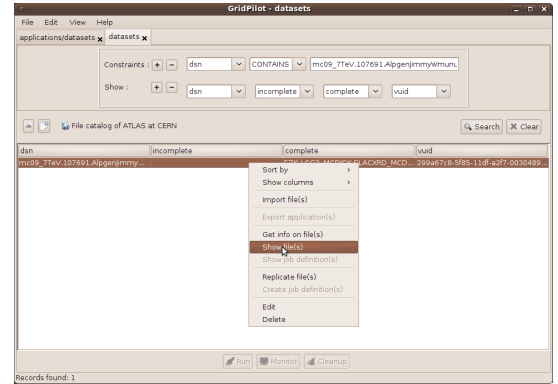 GridPilot - datasets
File Edit View Help
applications/datasets datasets
Constraints : + − dsn CONTAINS mc09_7TeV.107691.AlpgenJimmyWmunu
Show : + − dsn incomplete complete vuid
File catalog of ATLAS at CERN Search Clear
dsn incomplete complete vuid
mc09_7TeV.107691.AlpgenJimmy... 299a67c8-5f85-11df-a2f7-0030489...
Sort by
Show columns
Import file(s)
Export application(s)
Get info on file(s)
Show file(s)
Show job definition(s)
Replicate file(s)
Create job definition(s)
Edit
Delete
Run Monitor Cleanup
Records found: 1